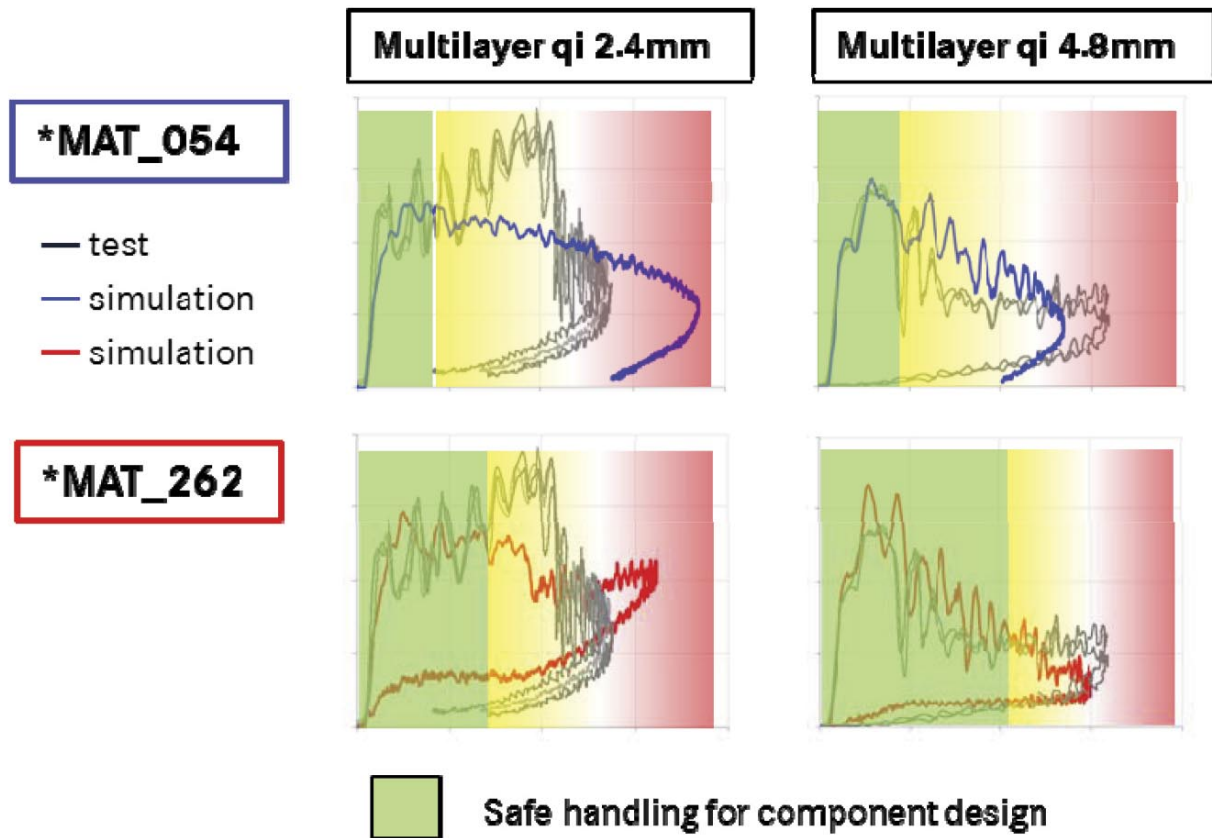 Multilayer qi 2.4mm
Multilayer qi 4.8mm
*MAT_054
test
simulation
simulation
*MAT_262
Safe handling for component design